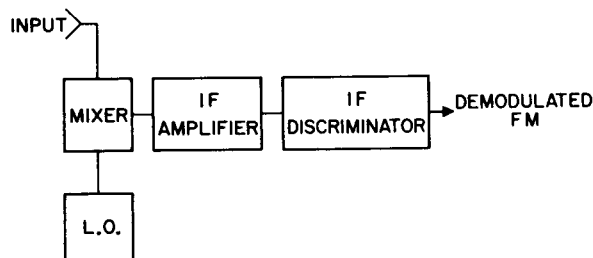 INPUT
MIXER
IF
AMPLIFIER
IF
DISCRIMINATOR
DEMODULATED
FM
L.O.